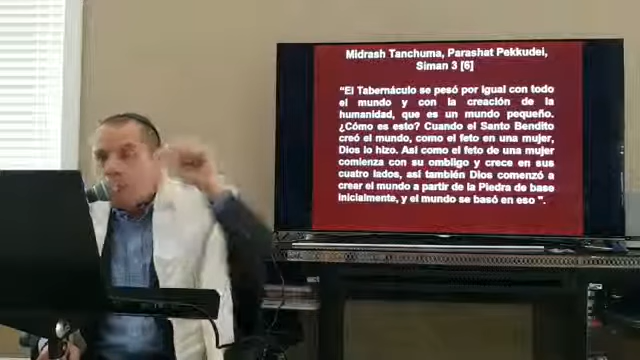 Midrash Tanchuma, Parashat Pekkudei,
Siman 3 [6]
"El Tabernáculo se pesó por igual con todo
el mundo y con la creación de la
humanidad, que es un mundo pequeño.
¿Cómo es esto? Cuando el Santo Bendito
creó el mundo, como el feto en una mujer,
Dios lo hizo. Así como el feto de una mujer
comienza con su ombligo y crece en sus
cuatro lados, así también Dios comenzó a
crear el mundo a partir de la Piedra de base
inicialmente, y el mundo se basó en eso ".